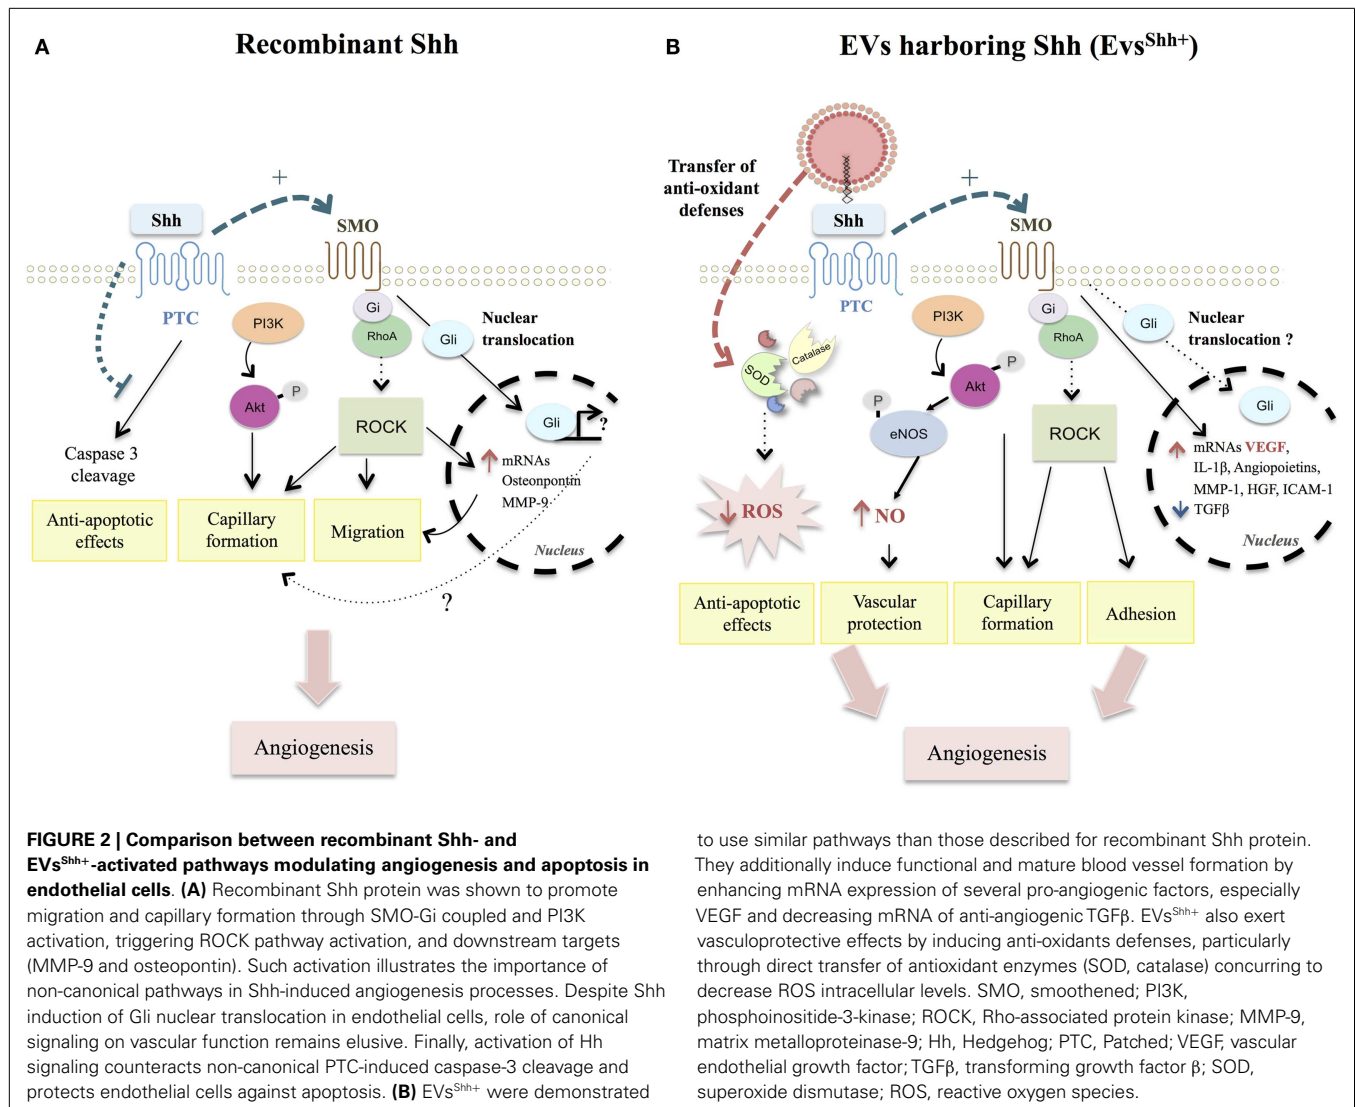 A
Recombinant Shh
+
Shh
SMO
PTC
PI3K
Gi
RhoA
Gli
Nuclear
translocation
Akt
P
ROCK
Gli
?
Caspase 3
cleavage
mRNAs
Osteonpontin
MMP-9
Nucleus
Anti-apoptotic
effects
Capillary
formation
Migration
?
Angiogenesis
B
EVs harboring Shh (Evs^Shh+)
Transfer of
anti-oxidant
defenses
+
Shh
SMO
PTC
PI3K
Gi
RhoA
Gli
Nuclear
translocation ?
SOD
Catalase
Akt
P
P
eNOS
ROCK
Gli
mRNAs VEGF,
IL-1β, Angiopoietins,
MMP-1, HGF, ICAM-1
TGFβ
Nucleus
ROS
NO
Anti-apoptotic
effects
Vascular
protection
Capillary
formation
Adhesion
Angiogenesis
FIGURE 2 | Comparison between recombinant Shh- and
EVs^Shh+-activated pathways modulating angiogenesis and apoptosis in
endothelial cells. (A) Recombinant Shh protein was shown to promote
migration and capillary formation through SMO-Gi coupled and PI3K
activation, triggering ROCK pathway activation, and downstream targets
(MMP-9 and osteopontin). Such activation illustrates the importance of
non-canonical pathways in Shh-induced angiogenesis processes. Despite Shh
induction of Gli nuclear translocation in endothelial cells, role of canonical
signaling on vascular function remains elusive. Finally, activation of Hh
signaling counteracts non-canonical PTC-induced caspase-3 cleavage and
protects endothelial cells against apoptosis. (B) EVs^Shh+ were demonstrated
to use similar pathways than those described for recombinant Shh protein.
They additionally induce functional and mature blood vessel formation by
enhancing mRNA expression of several pro-angiogenic factors, especially
VEGF and decreasing mRNA of anti-angiogenic TGFβ. EVs^Shh+ also exert
vasculoprotective effects by inducing anti-oxidants defenses, particularly
through direct transfer of antioxidant enzymes (SOD, catalase) concurring to
decrease ROS intracellular levels. SMO, smoothened; PI3K,
phosphoinositide-3-kinase; ROCK, Rho-associated protein kinase; MMP-9,
matrix metalloproteinase-9; Hh, Hedgehog; PTC, Patched; VEGF, vascular
endothelial growth factor; TGFβ, transforming growth factor β; SOD,
superoxide dismutase; ROS, reactive oxygen species.